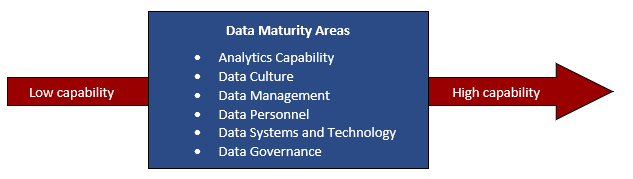 Data Maturity Areas
• Analytics Capability
• Data Culture
• Data Management
• Data Personnel
• Data Systems and Technology
• Data Governance
Low capability
High capability